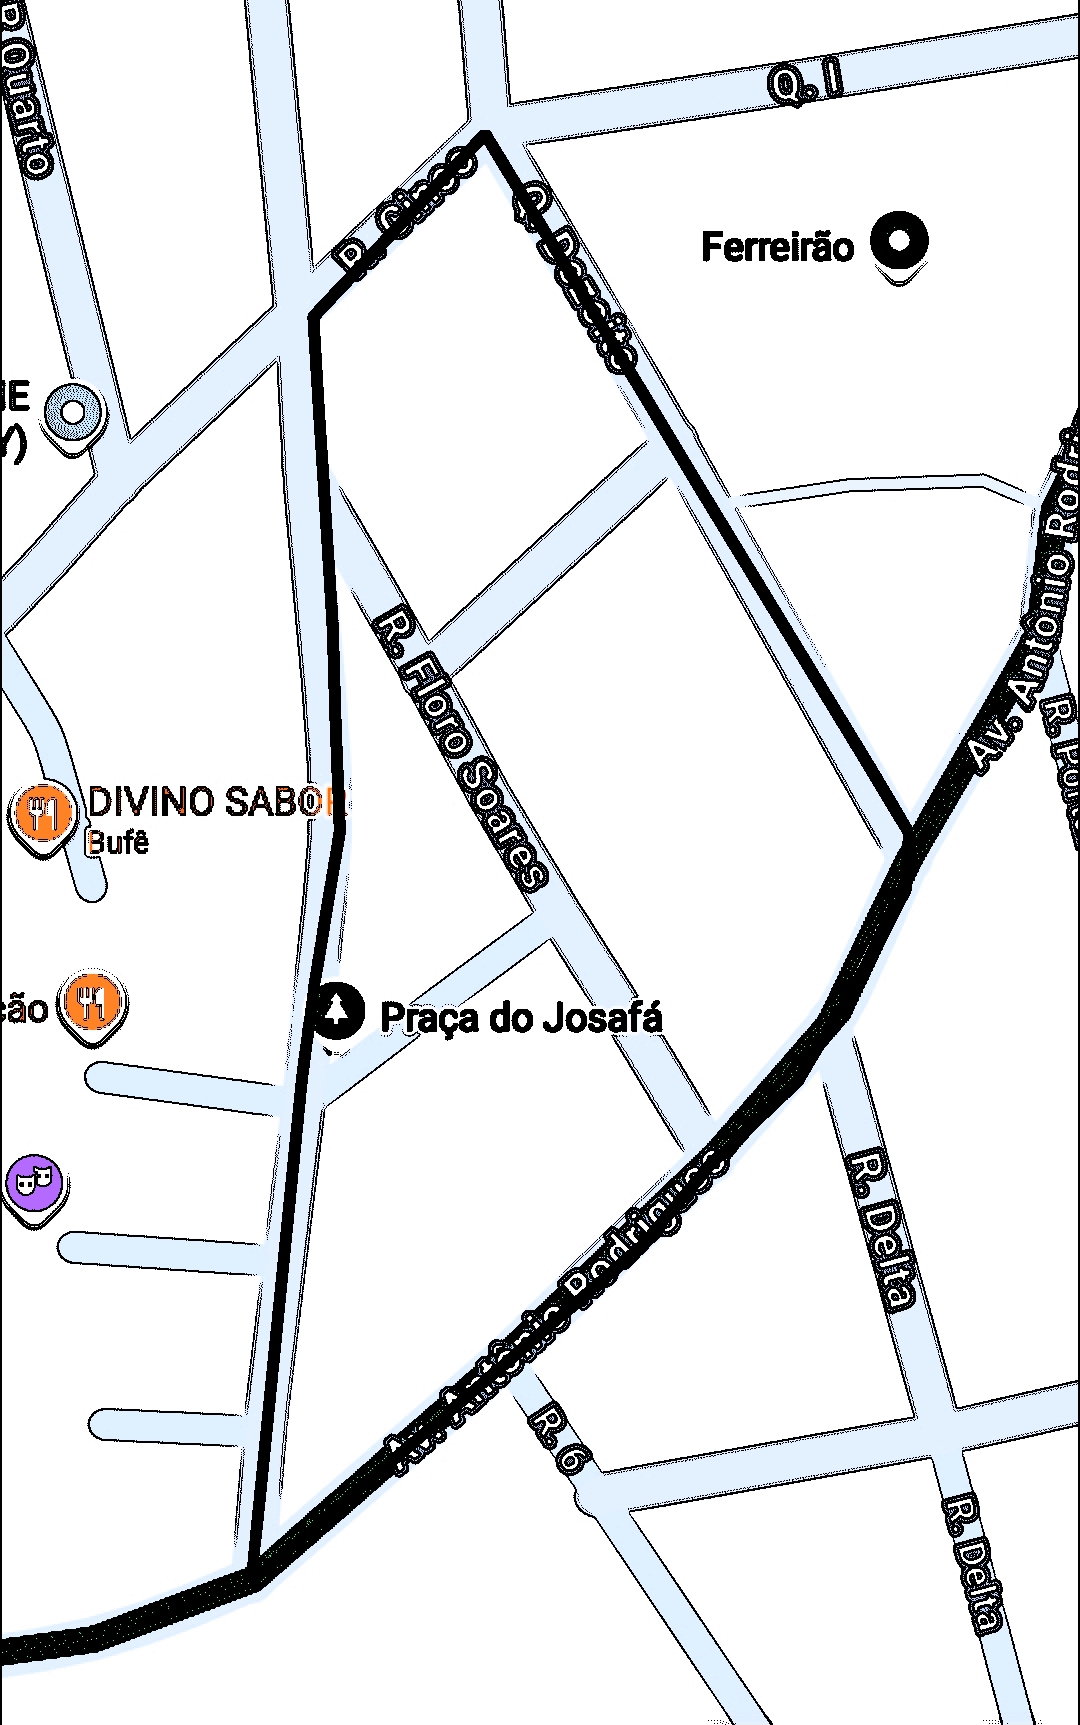 Quarto
Q. I
R. Cinco
Ferreirão
Av. Antônio Rodri
R. Floro Soares
DIVINO SABOR
Bufê
Praça do Josafá
R. Delta
Av. Antônio Rodrigues
R. 6
R. Delta